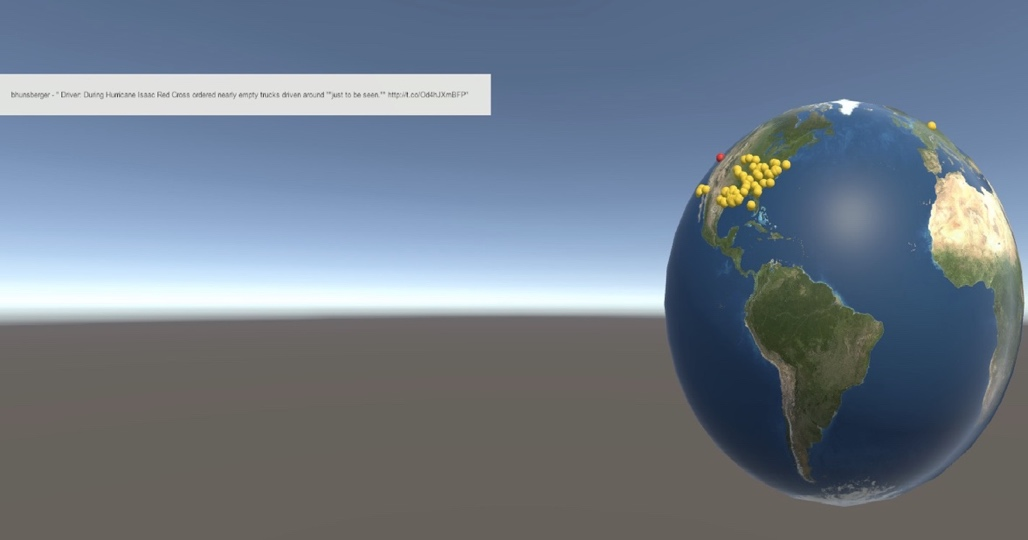 bhunsberger - " Driven During Hurricane Isaac Red Cross ordered nearly empty trucks driven around ""just to be seen."" http://t.co/Od4hJXmBFP"